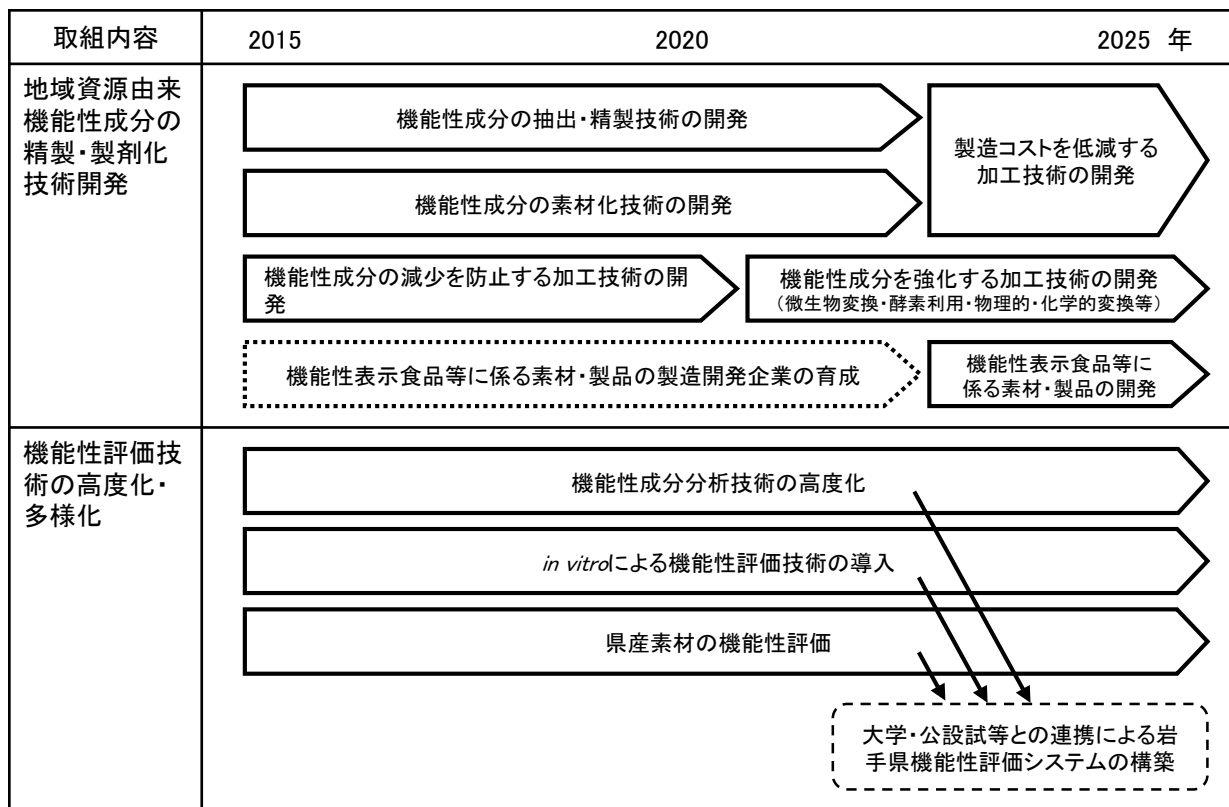 取組内容
2015 2020 2025 年
地域資源由来
機能性成分の
精製・製剤化
技術開発
機能性成分の抽出・精製技術の開発
機能性成分の素材化技術の開発
製造コストを低減する
加工技術の開発
機能性成分の減少を防止する加工技術の開
発
機能性成分を強化する加工技術の開発
（微生物変換・酵素利用・物理的・化学的変換等）
機能性表示食品等に係る素材・製品の製造開発企業の育成
機能性表示食品等に
係る素材・製品の開発
機能性評価技
術の高度化・
多様化
機能性成分分析技術の高度化
in vitroによる機能性評価技術の導入
県産素材の機能性評価
大学・公設試等との連携による岩
手県機能性評価システムの構築